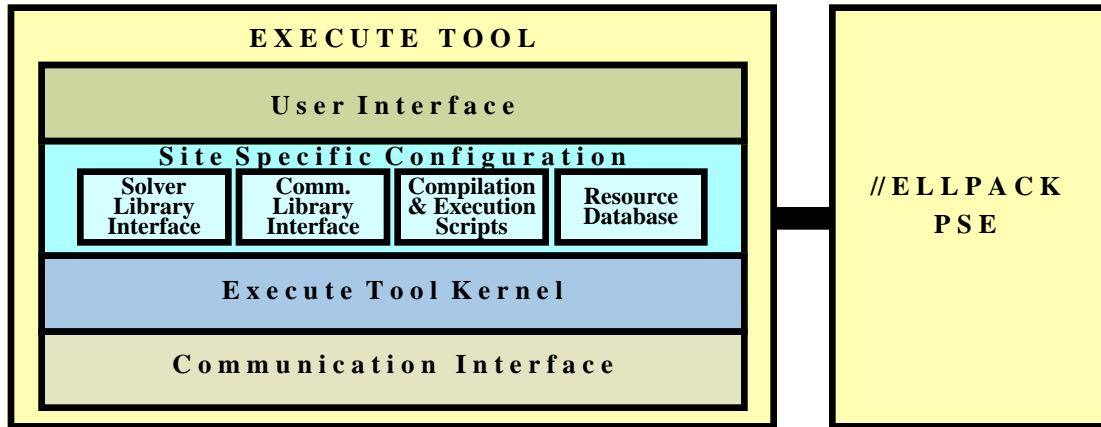 EXECUTE TOOL
User Interface
Site Specific Configuration
Solver
Library
Interface
Comm.
Library
Interface
Compilation
& Execution
Scripts
Resource
Database
Execute Tool Kernel
Communication Interface
//ELLPACK
PSE